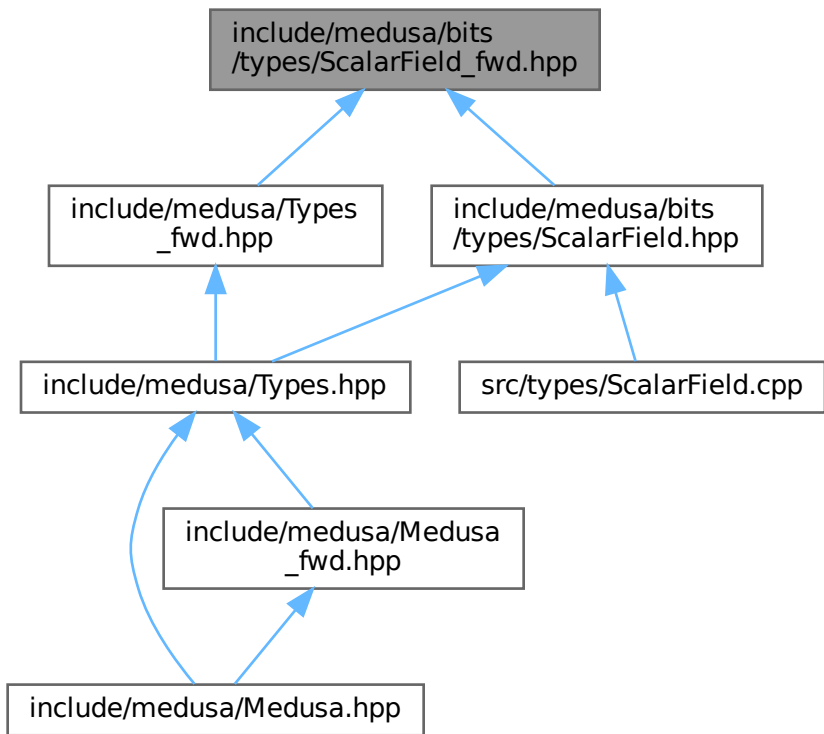 include/medusa/bits
/types/ScalarField_fwd.hpp
include/medusa/Types
_fwd.hpp
include/medusa/bits
/types/ScalarField.hpp
include/medusa/Types.hpp
src/types/ScalarField.cpp
include/medusa/Medusa
_fwd.hpp
include/medusa/Medusa.hpp